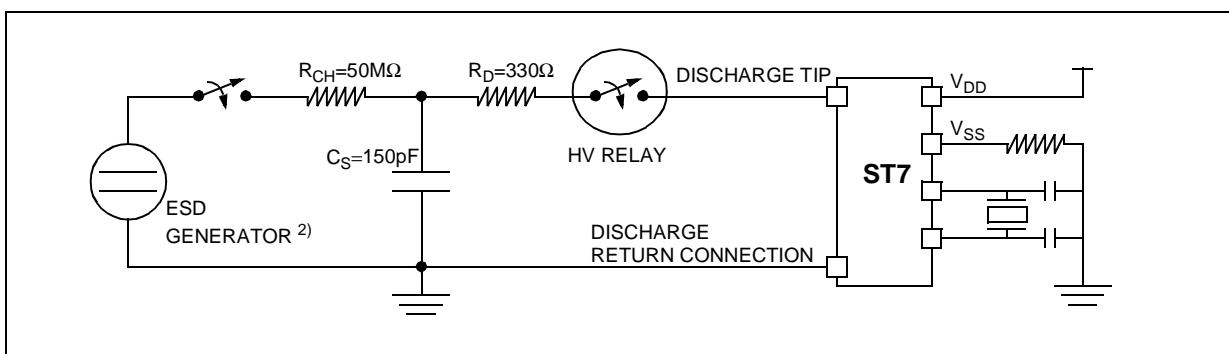 R_CH=50MΩ
R_D=330Ω
DISCHARGE TIP
V_DD
V_SS
HV RELAY
C_S=150pF
ST7
ESD
GENERATOR 2)
DISCHARGE
RETURN CONNECTION